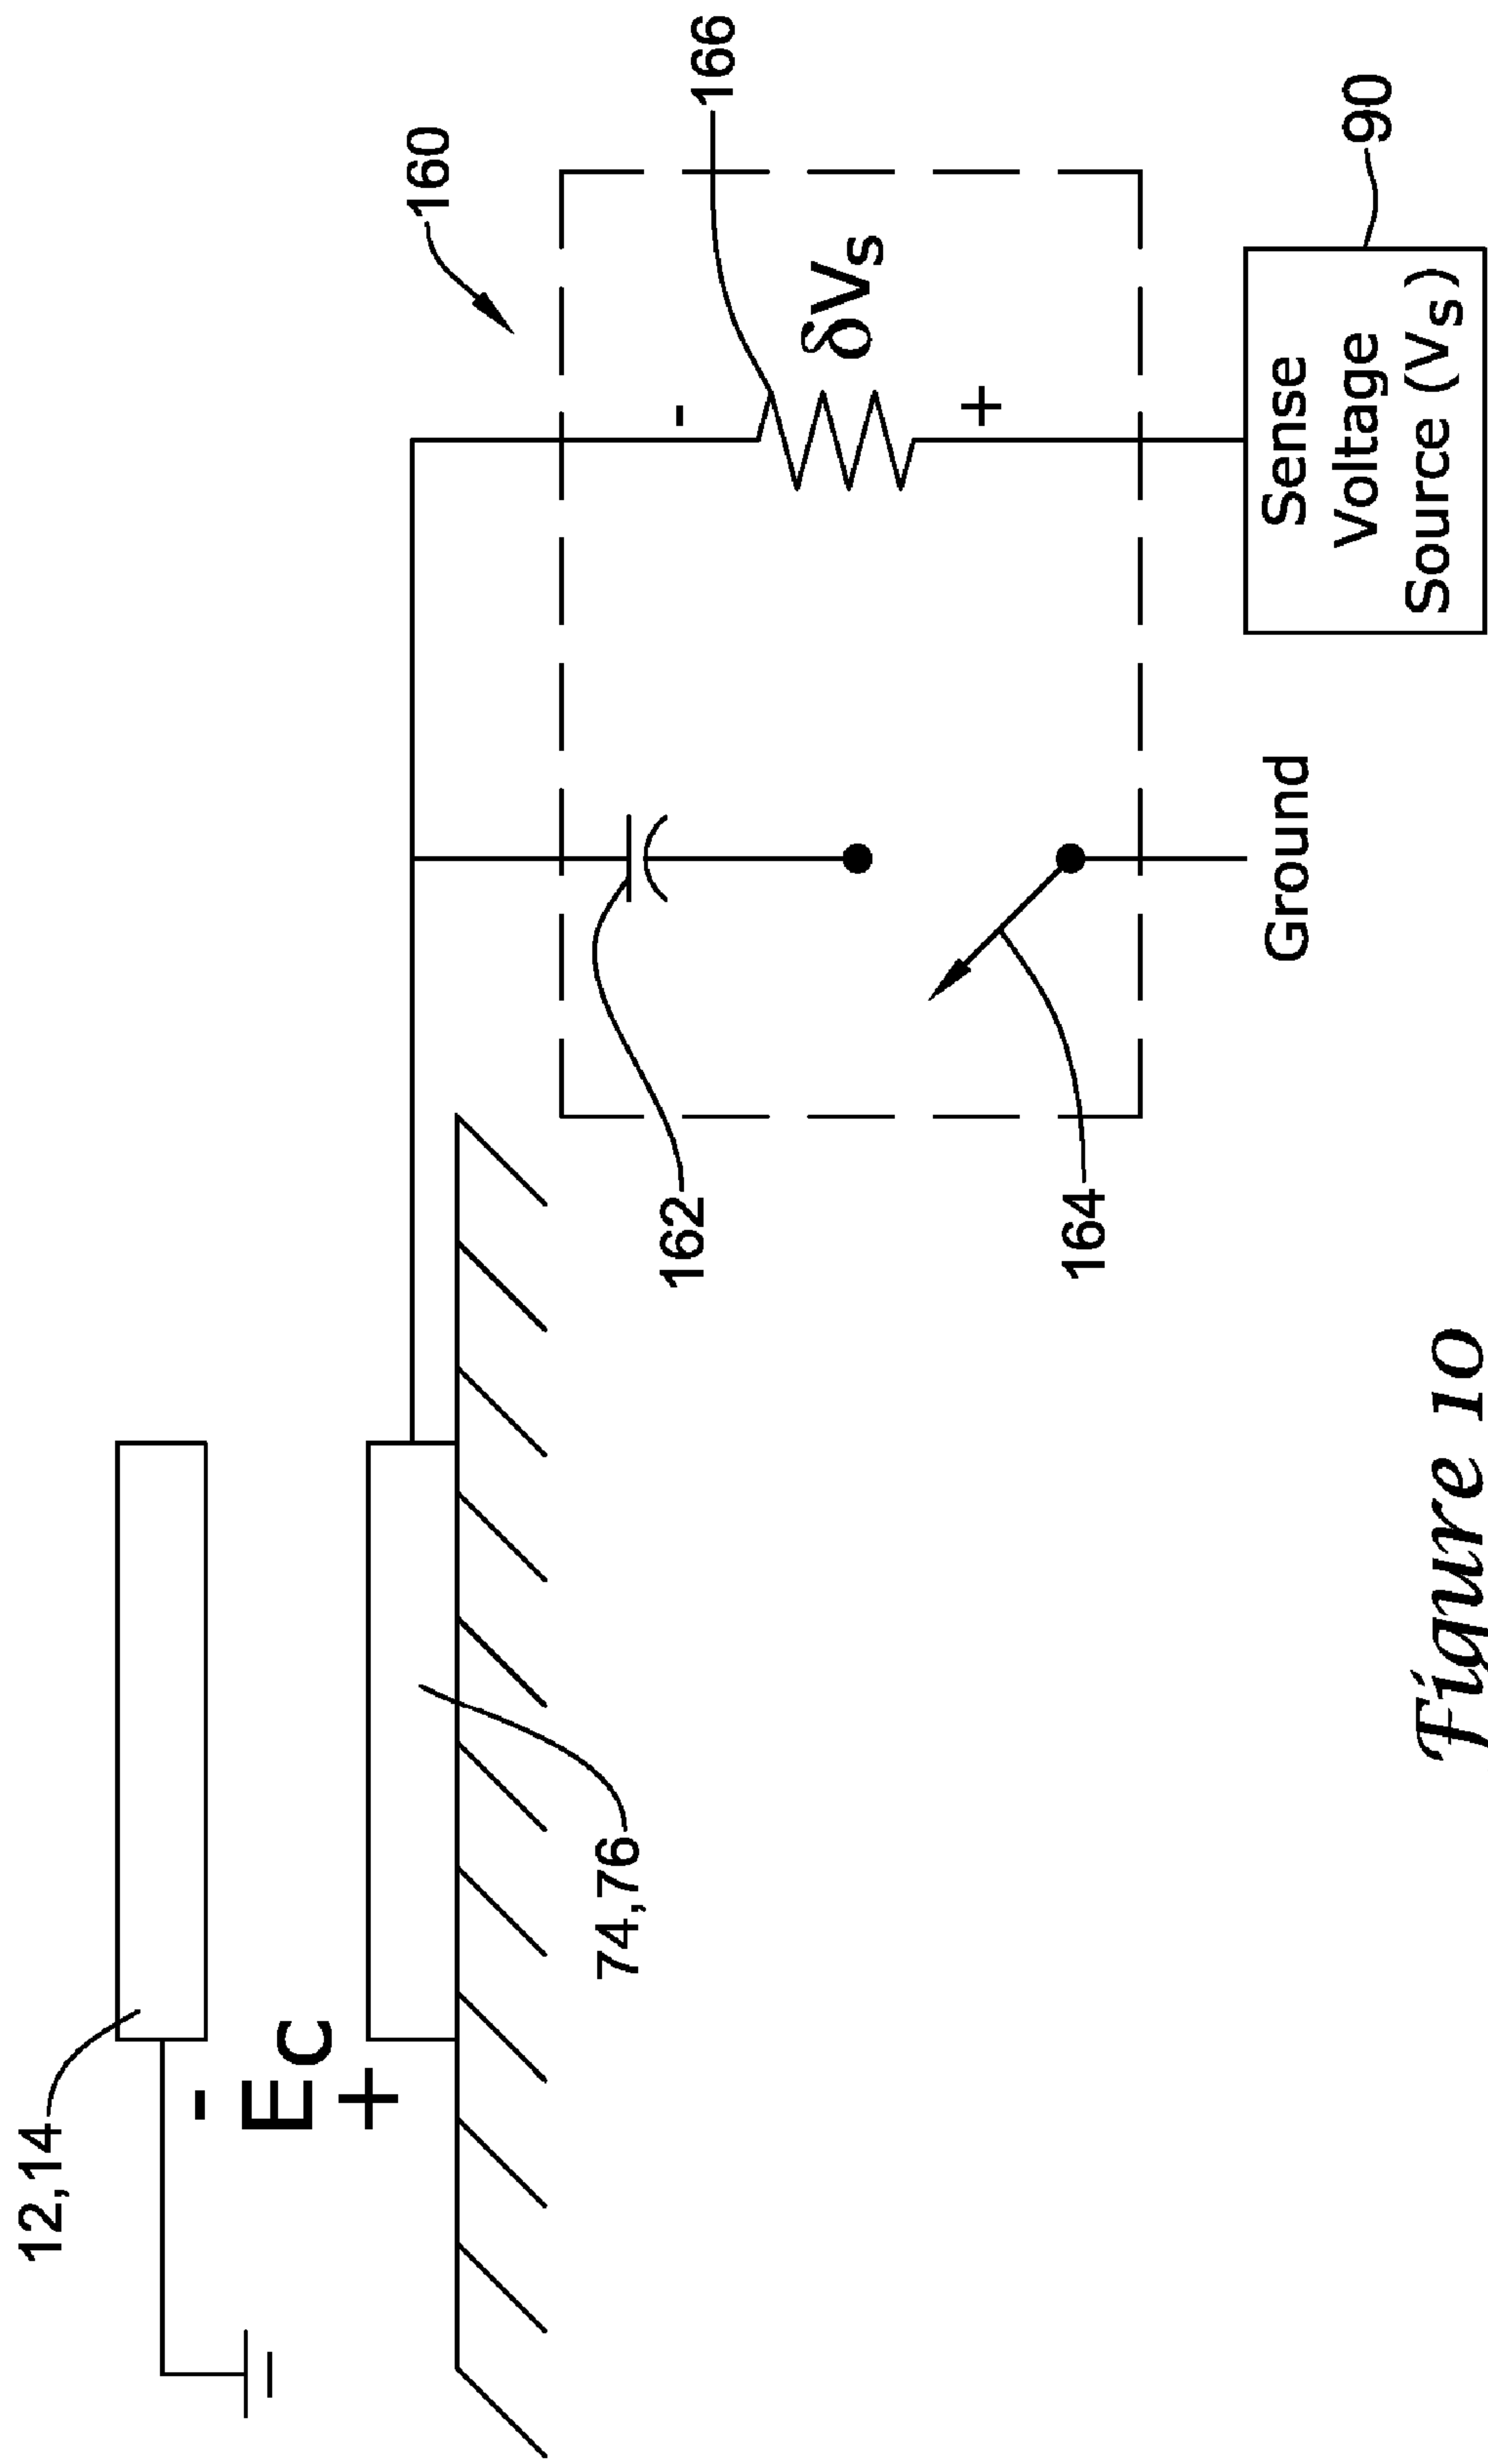 12,14
-
EC
+
74,76
160
162
164
166
-
δVs
+
Ground
Sense
Voltage
Source (Vs)
90
Figure 10